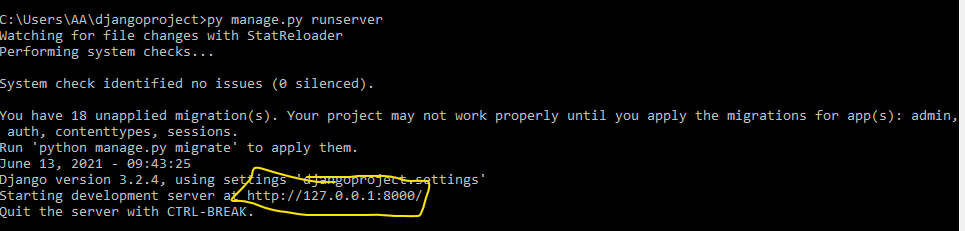 C:\Users\AA\djangoproject>py manage.py runserver
Watching for file changes with StatReloader
Performing system checks...
System check identified no issues (0 silenced).
You have 18 unapplied migration(s). Your project may not work properly until you apply the migrations for app(s): admin,
 auth, contenttypes, sessions.
Run 'python manage.py migrate' to apply them.
June 13, 2021 - 09:43:25
Django version 3.2.4, using settings 'djangoproject.settings'
Starting development server at http://127.0.0.1:8000/
Quit the server with CTRL-BREAK.